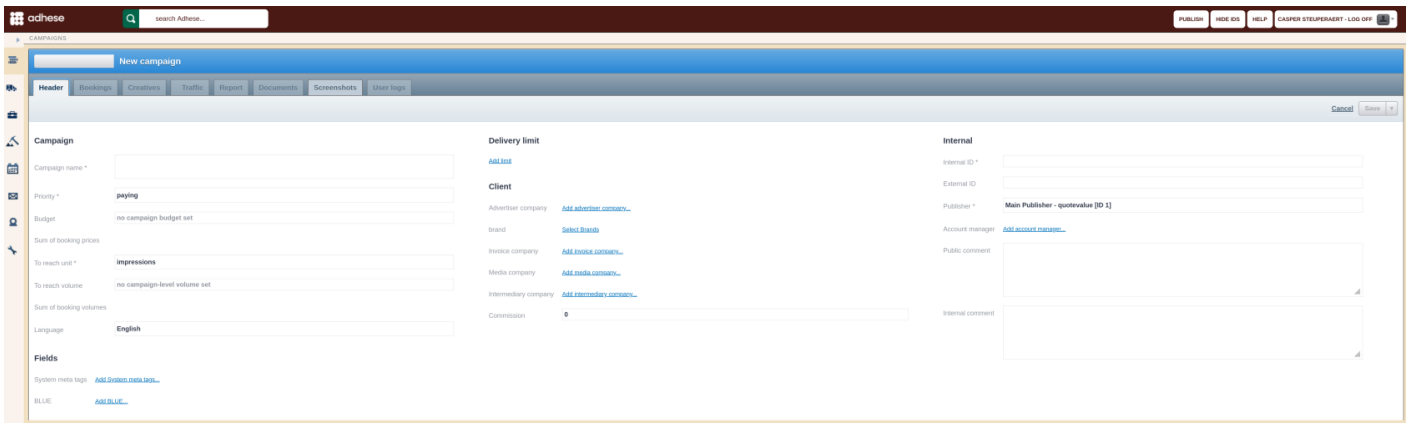 adhese
search Adhese...
PUBLISH
HIDE IDS
HELP
CASPER STEUPERAERT - LOG OFF
CAMPAIGNS
New campaign
Header
Bookings
Creatives
Traffic
Report
Documents
Screenshots
User logs
Cancel
Save
Campaign
Campaign name *
Priority *
paying
Budget
no campaign budget set
Sum of booking prices
To reach unit *
impressions
To reach volume
no campaign-level volume set
Sum of booking volumes
Language
English
Fields
System meta tags
Add System meta tags...
BLUE
Add BLUE...
Delivery limit
Add limit
Client
Advertiser company
Add advertiser company...
brand
Select Brands
Invoice company
Add invoice company...
Media company
Add media company...
Intermediary company
Add intermediary company...
Commission
0
Internal
Internal ID *
External ID
Publisher *
Main Publisher - quotevalue [ID 1]
Account manager
Add account manager...
Public comment
Internal comment